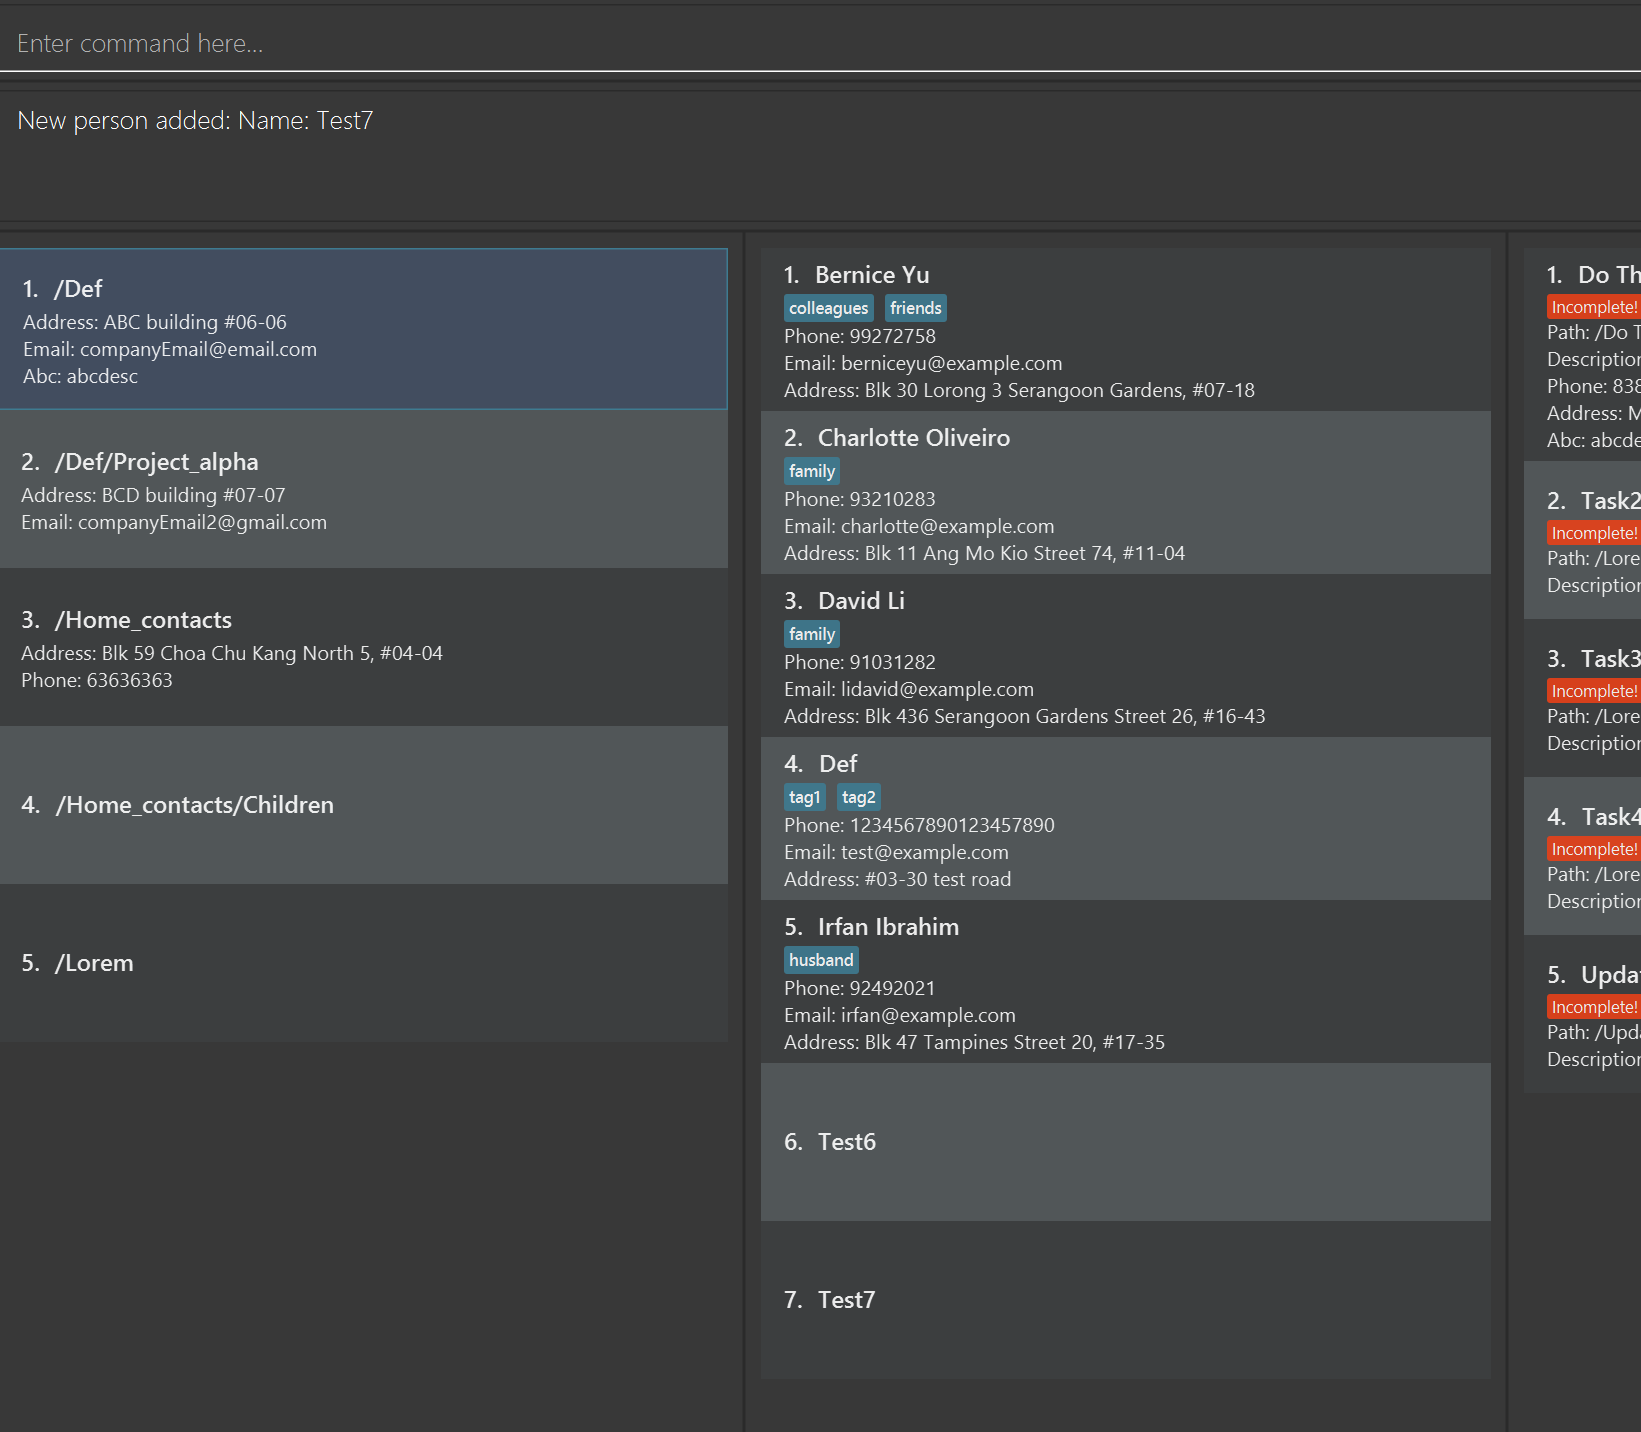 Enter command here...
New person added: Name: Test7
1. /Def
Address: ABC building #06-06
Email: companyEmail@email.com
Abc: abcdesc
2. /Def/Project_alpha
Address: BCD building #07-07
Email: companyEmail2@gmail.com
3. /Home_contacts
Address: Blk 59 Choa Chu Kang North 5, #04-04
Phone: 63636363
4. /Home_contacts/Children
5. /Lorem
1. Bernice Yu
colleagues friends
Phone: 99272758
Email: berniceyu@example.com
Address: Blk 30 Lorong 3 Serangoon Gardens, #07-18
2. Charlotte Oliveiro
family
Phone: 93210283
Email: charlotte@example.com
Address: Blk 11 Ang Mo Kio Street 74, #11-04
3. David Li
family
Phone: 91031282
Email: lidavid@example.com
Address: Blk 436 Serangoon Gardens Street 26, #16-43
4. Def
tag1 tag2
Phone: 1234567890123457890
Email: test@example.com
Address: #03-30 test road
5. Irfan Ibrahim
husband
Phone: 92492021
Email: irfan@example.com
Address: Blk 47 Tampines Street 20, #17-35
6. Test6
7. Test7
1. Do Th
Incomplete!
Path: /Do T
Description
Phone: 838
Address: M
Abc: abcde
2. Task2
Incomplete!
Path: /Lore
Description
3. Task3
Incomplete!
Path: /Lore
Description
4. Task4
Incomplete!
Path: /Lore
Description
5. Updat
Incomplete!
Path: /Upda
Description